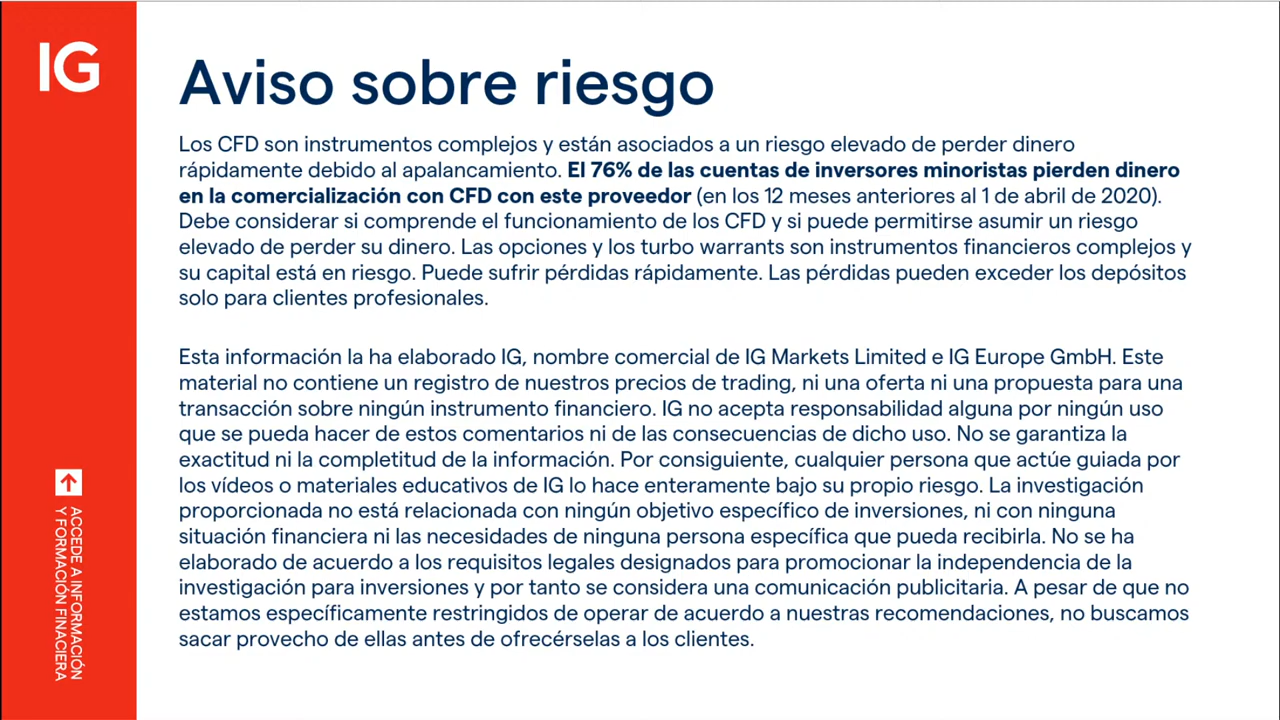 IG
Aviso sobre riesgo
Los CFD son instrumentos complejos y están asociados a un riesgo elevado de perder dinero
rápidamente debido al apalancamiento. El 76% de las cuentas de inversores minoristas pierden dinero
en la comercialización con CFD con este proveedor (en los 12 meses anteriores al 1 de abril de 2020).
Debe considerar si comprende el funcionamiento de los CFD y si puede permitirse asumir un riesgo
elevado de perder su dinero. Las opciones y los turbo warrants son instrumentos financieros complejos y
su capital está en riesgo. Puede sufrir pérdidas rápidamente. Las pérdidas pueden exceder los depósitos
solo para clientes profesionales.
Esta información la ha elaborado IG, nombre comercial de IG Markets Limited e IG Europe GmbH. Este
material no contiene un registro de nuestros precios de trading, ni una oferta ni una propuesta para una
transacción sobre ningún instrumento financiero. IG no acepta responsabilidad alguna por ningún uso
que se pueda hacer de estos comentarios ni de las consecuencias de dicho uso. No se garantiza la
exactitud ni la completitud de la información. Por consiguiente, cualquier persona que actúe guiada por
los vídeos o materiales educativos de IG lo hace enteramente bajo su propio riesgo. La investigación
proporcionada no está relacionada con ningún objetivo específico de inversiones, ni con ninguna
situación financiera ni las necesidades de ninguna persona específica que pueda recibirla. No se ha
elaborado de acuerdo a los requisitos legales designados para promocionar la independencia de la
investigación para inversiones y por tanto se considera una comunicación publicitaria. A pesar de que no
estamos específicamente restringidos de operar de acuerdo a nuestras recomendaciones, no buscamos
sacar provecho de ellas antes de ofrecérselas a los clientes.
ACCEDE A INFORMACIÓN
Y FORMACIÓN FINACIERA